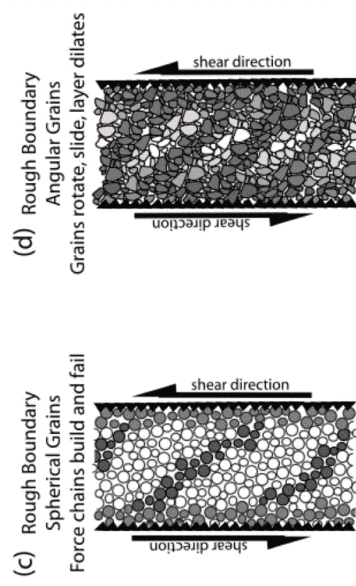 (c) Rough Boundary
Spherical Grains
Force chains build and fail
shear direction
shear direction
(d) Rough Boundary
Angular Grains
Grains rotate, slide, layer dilates
shear direction
shear direction